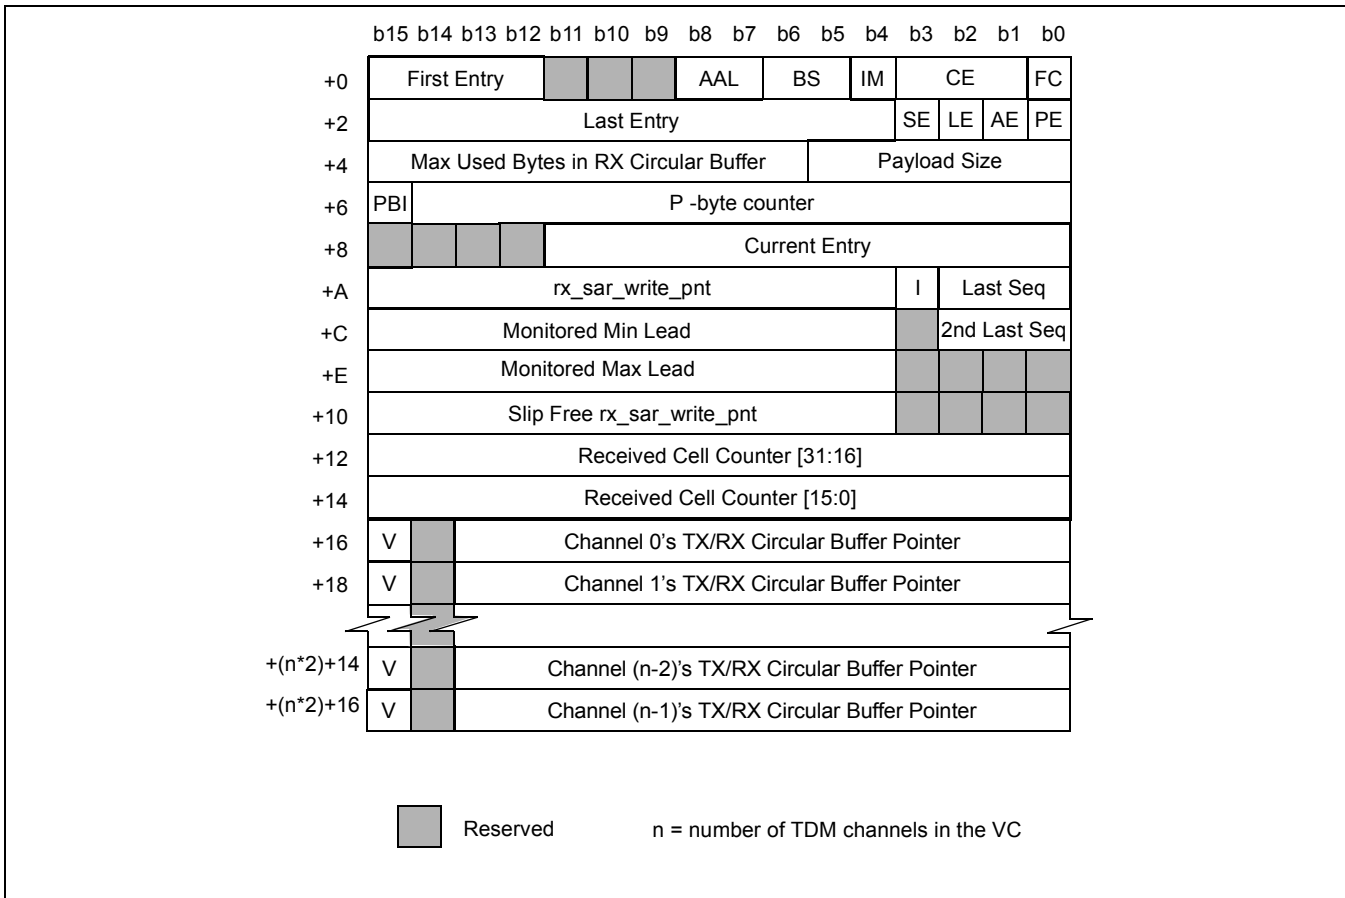 b15 b14 b13 b12 b11 b10 b9 b8 b7 b6 b5 b4 b3 b2 b1 b0
+0 First Entry AAL BS IM CE FC
+2 Last Entry SE LE AE PE
+4 Max Used Bytes in RX Circular Buffer Payload Size
+6 PBI P -byte counter
+8 Current Entry
+A rx_sar_write_pnt I Last Seq
+C Monitored Min Lead 2nd Last Seq
+E Monitored Max Lead
+10 Slip Free rx_sar_write_pnt
+12 Received Cell Counter [31:16]
+14 Received Cell Counter [15:0]
+16 V Channel 0's TX/RX Circular Buffer Pointer
+18 V Channel 1's TX/RX Circular Buffer Pointer
+(n*2)+14 V Channel (n-2)'s TX/RX Circular Buffer Pointer
+(n*2)+16 V Channel (n-1)'s TX/RX Circular Buffer Pointer
Reserved n = number of TDM channels in the VC